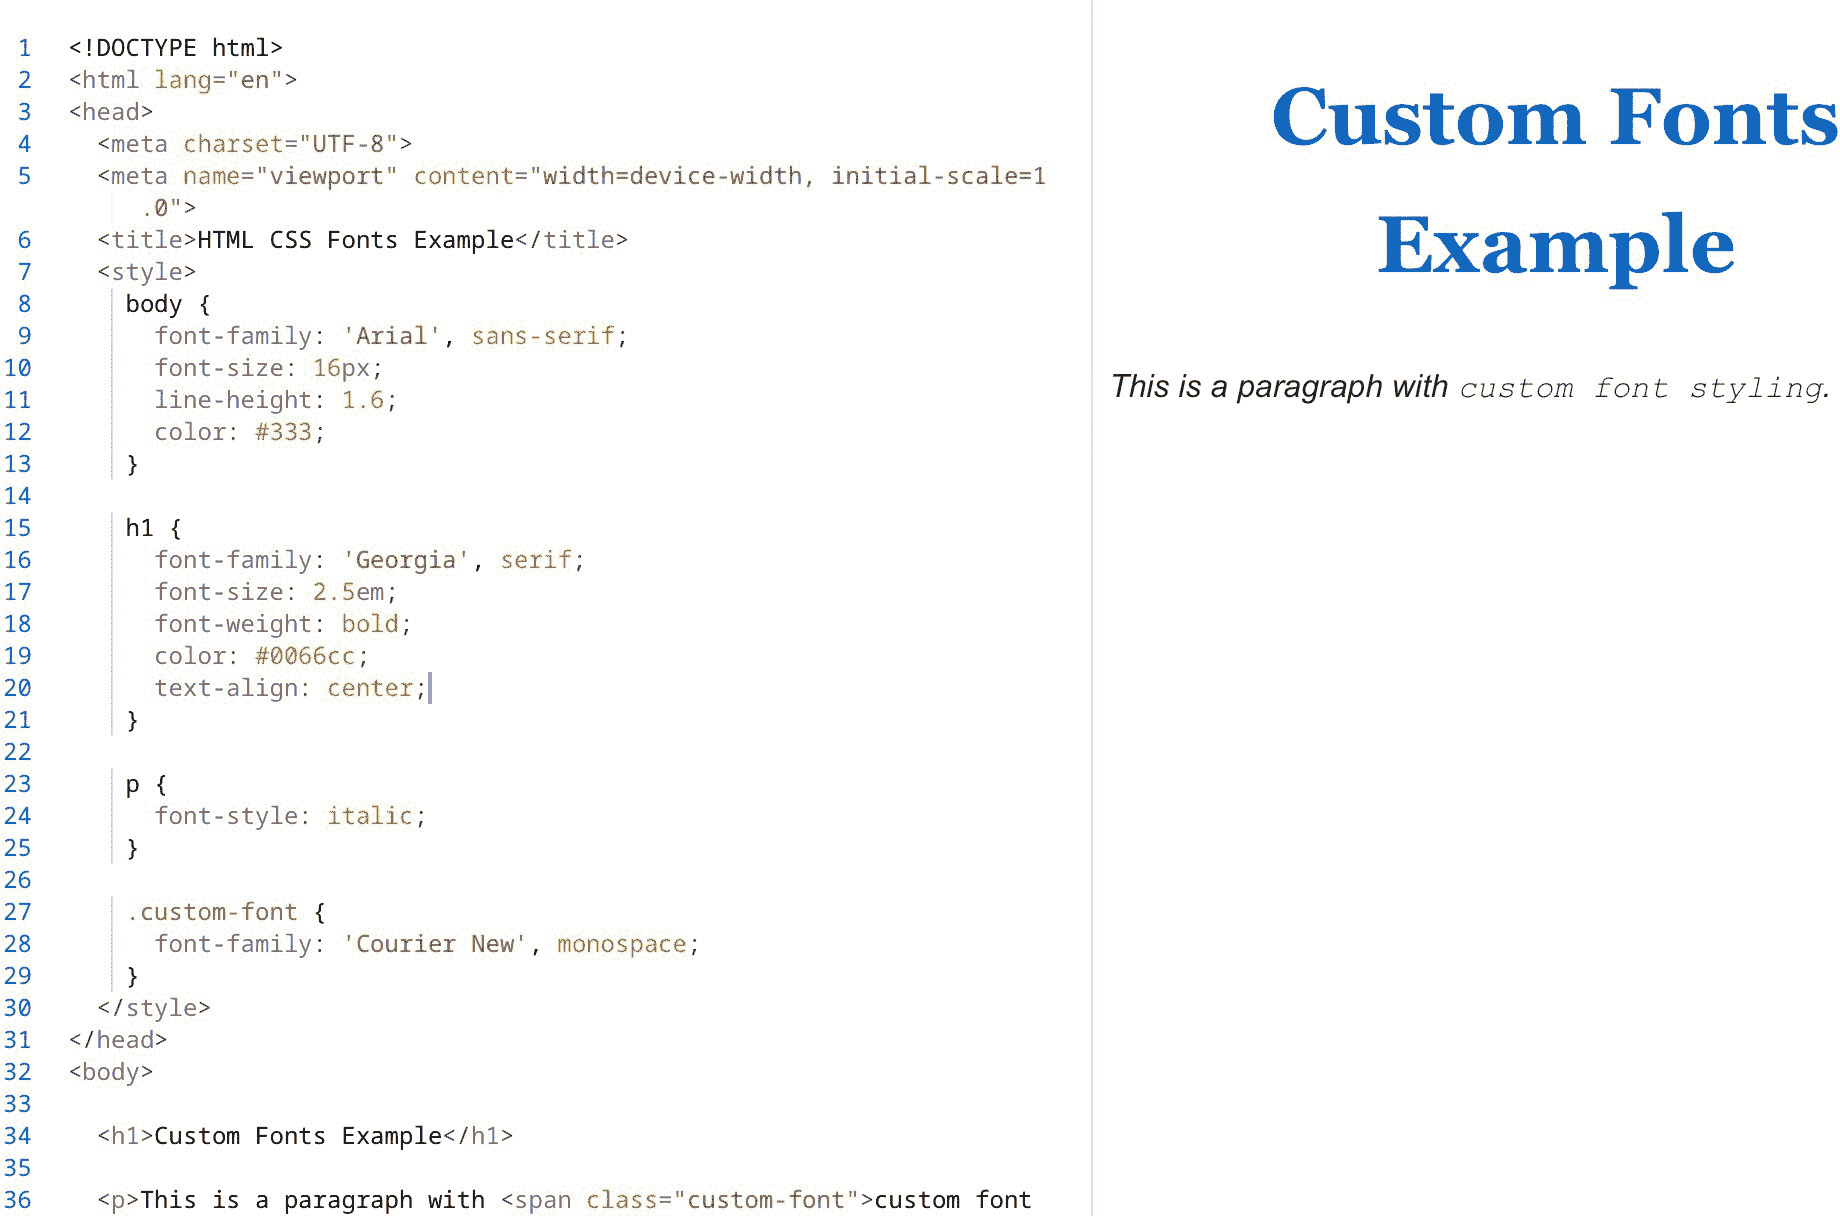 1 <!DOCTYPE html>
2 <html lang="en">
3 <head>
4 <meta charset="UTF-8">
5 <meta name="viewport" content="width=device-width, initial-scale=1
.0">
6 <title>HTML CSS Fonts Example</title>
7 <style>
8 body {
9 font-family: 'Arial', sans-serif;
10 font-size: 16px;
11 line-height: 1.6;
12 color: #333;
13 }
14
15 h1 {
16 font-family: 'Georgia', serif;
17 font-size: 2.5em;
18 font-weight: bold;
19 color: #0066cc;
20 text-align: center;
21 }
22
23 p {
24 font-style: italic;
25 }
26
27 .custom-font {
28 font-family: 'Courier New', monospace;
29 }
30 </style>
31 </head>
32 <body>
33
34 <h1>Custom Fonts Example</h1>
35
36 <p>This is a paragraph with <span class="custom-font">custom font
Custom Fonts
Example
This is a paragraph with custom font styling.